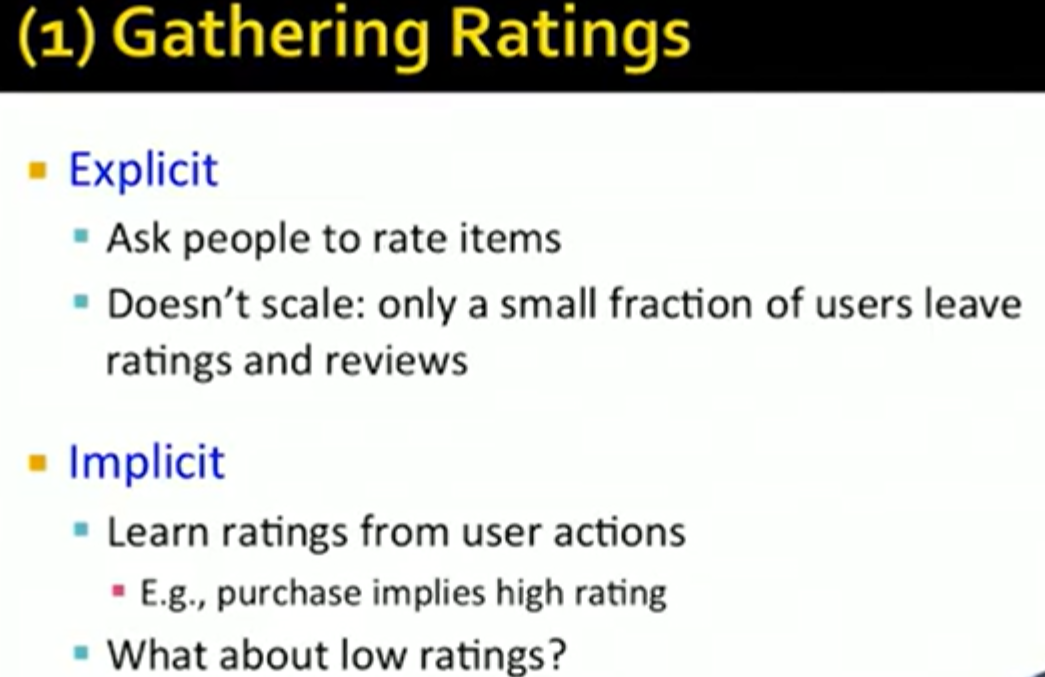 (1) Gathering Ratings
Explicit
Ask people to rate items
Doesn't scale: only a small fraction of users leave
ratings and reviews
Implicit
Learn ratings from user actions
E.g., purchase implies high rating
What about low ratings?